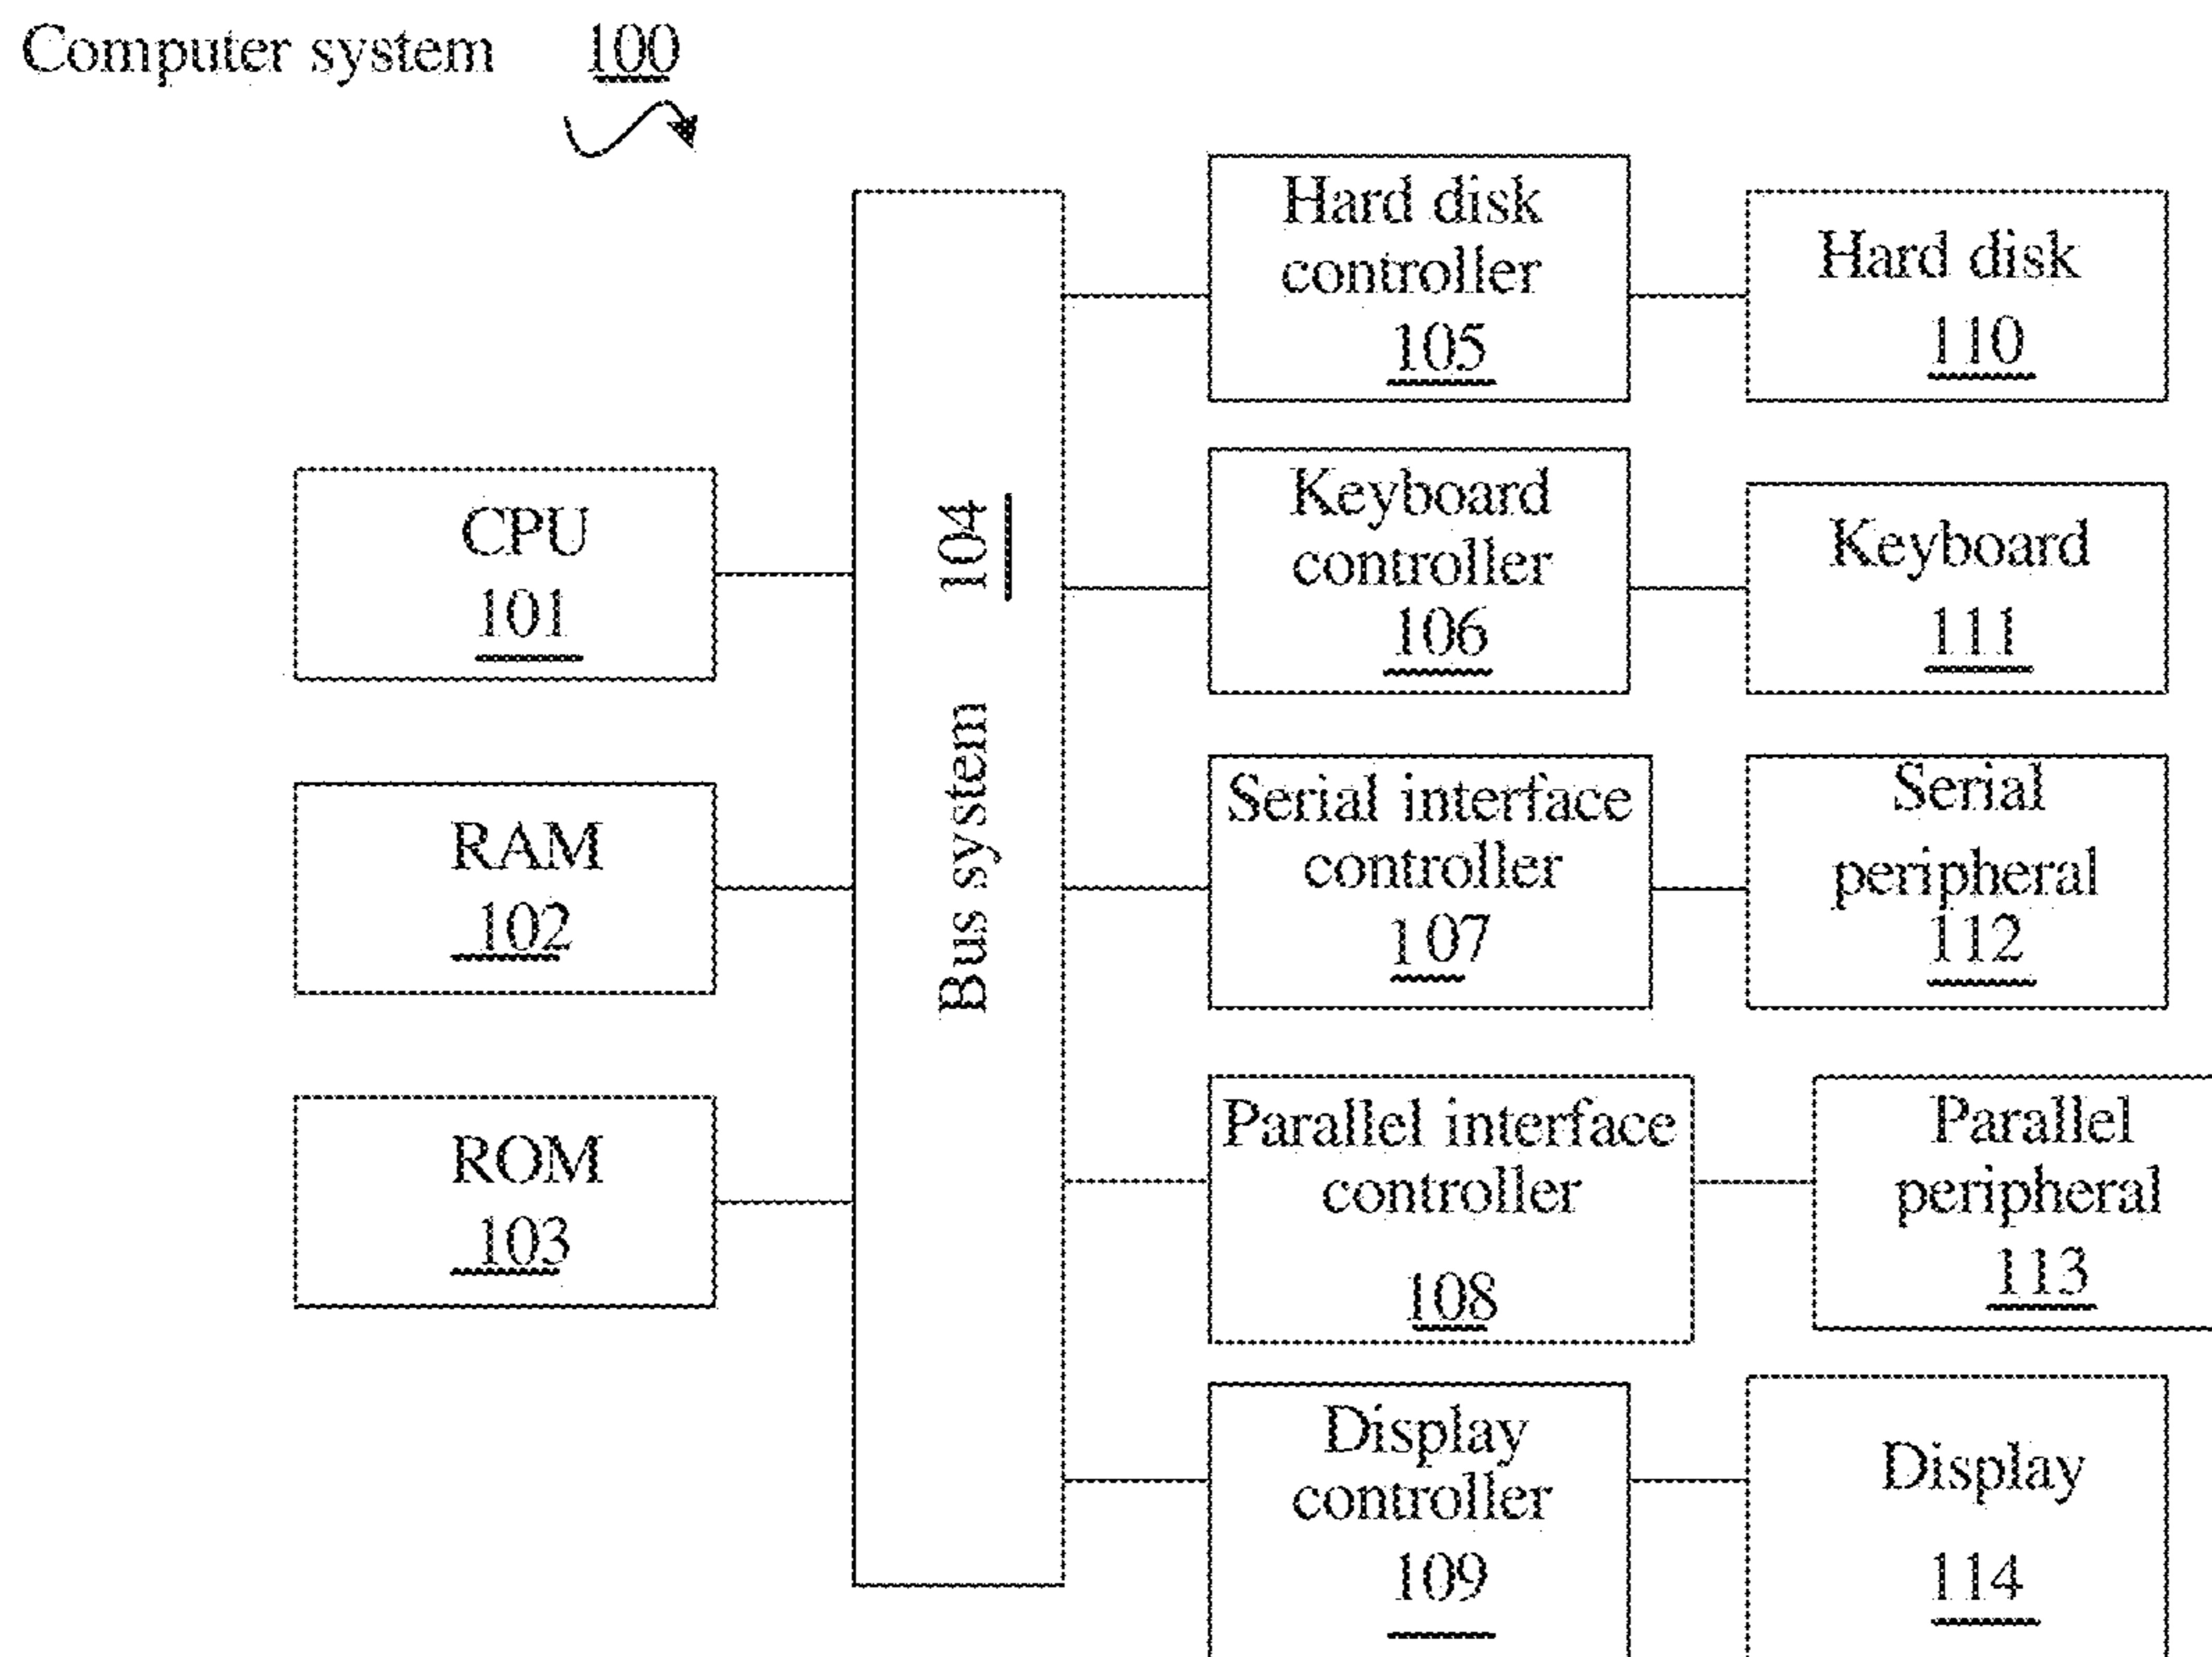 Computer system 100
CPU
101
RAM
102
ROM
103
Bus system 104
Hard disk
controller
105
Hard disk
110
Keyboard
controller
106
Keyboard
111
Serial interface
controller
107
Serial
peripheral
112
Parallel interface
controller
108
Parallel
peripheral
113
Display
controller
109
Display
114